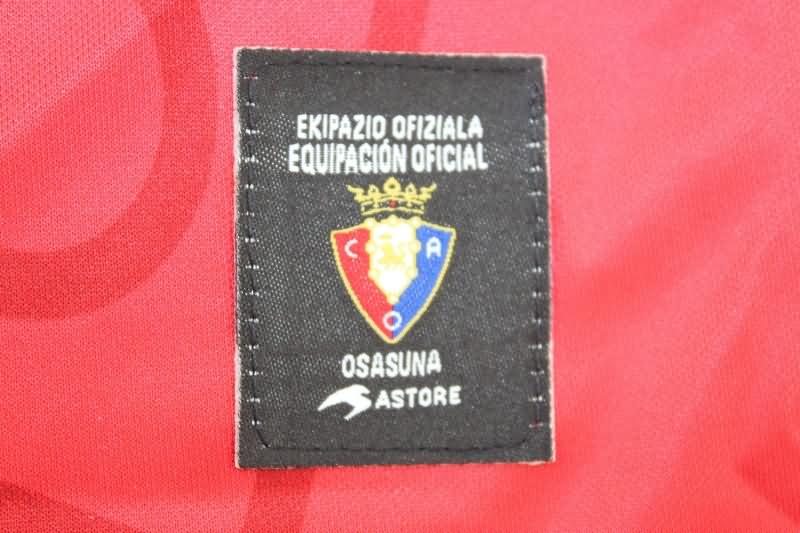 EKIPAZIO OFIZIALA
EQUIPACIÓN OFICIAL
C A
O
OSASUNA
ASTORE